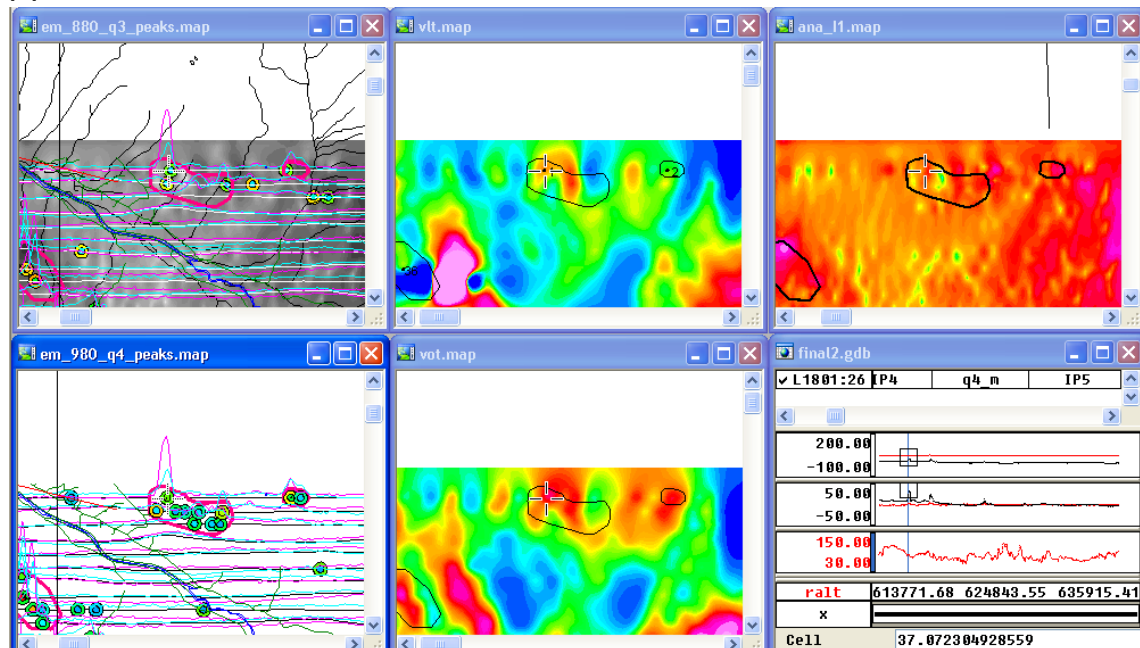 em_880_q3_peaks.map
vlt.map
2
36
ana_l1.map
em_980_q4_peaks.map
vot.map
final2.gdb
L1801:26 IP4 q4_m IP5
200.00
-100.00
50.00
-50.00
150.00
30.00
ralt 613771.68 624843.55 635915.41
x
Cell 37.072304928559